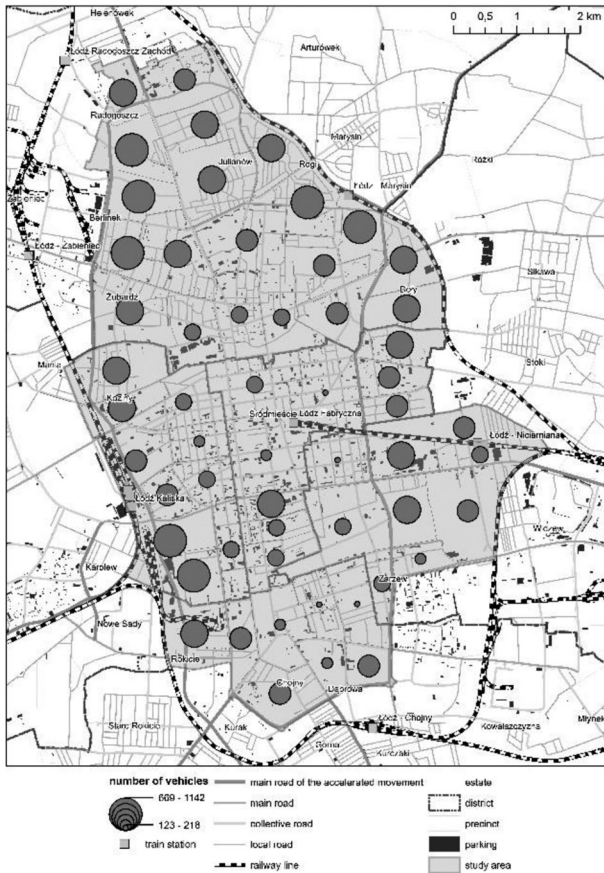 Helenówek
0 0,5 1 2 km
Łódź Radogoszcz Zachód
Arturówek
Radogoszcz
Marysin
Julianów
Rogi
Łódź Marysin
Różki
Żabieniec
Berlinek
Łódź - Żabieniec
Sikawa
Żubardź
Doły
Mania
Stoki
Koziny
Śródmieście
Łódź Fabryczna
Łódź - Niciarniana
Łódź Kaliska
Widzew
Karolew
Zarzew
Nowe Sady
Rokicie
Chojny
Dąbrowa
Stare Rokicie
Kurak
Łódź - Chojny
Kowalszczyzna
Młynek
Górna
Kurczaki
number of vehicles
669 - 1142
123 - 218
train station
main road of the accelerated movement
main road
collective road
local road
railway line
estate
district
precinct
parking
study area